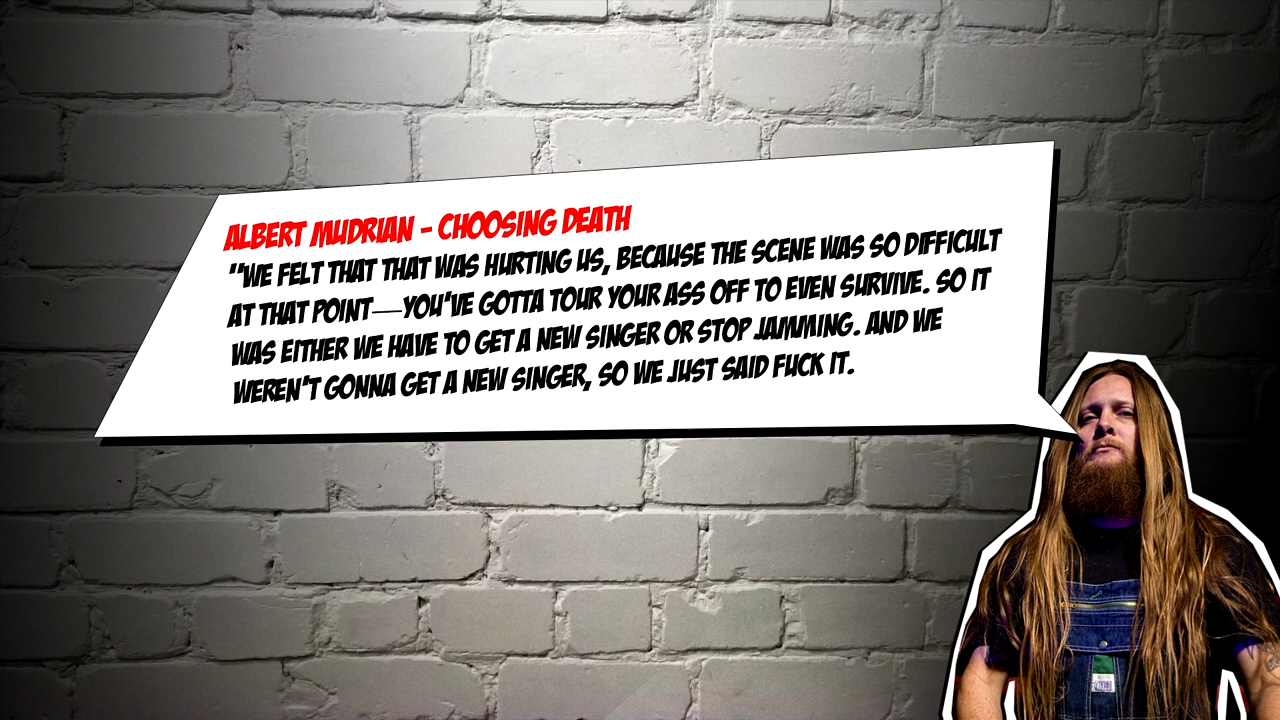 ALBERT MUDRIAN - CHOOSING DEATH
"WE FELT THAT THAT WAS HURTING US, BECAUSE THE SCENE WAS SO DIFFICULT
AT THAT POINT—YOU'VE GOTTA TOUR YOUR ASS OFF TO EVEN SURVIVE. SO IT
WAS EITHER WE HAVE TO GET A NEW SINGER OR STOP JAMMING. AND WE
WEREN'T GONNA GET A NEW SINGER, SO WE JUST SAID FUCK IT.